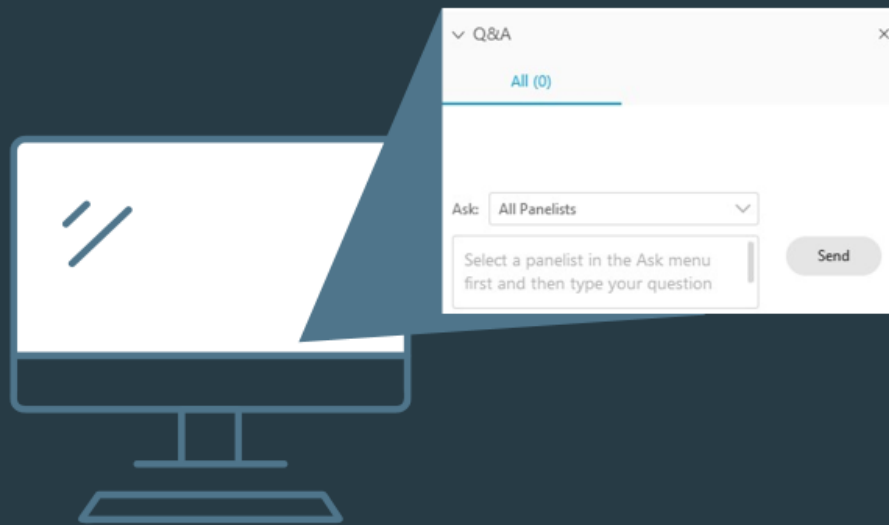 Q&A
All (0)
Ask: All Panelists
Select a panelist in the Ask menu
first and then type your question
Send